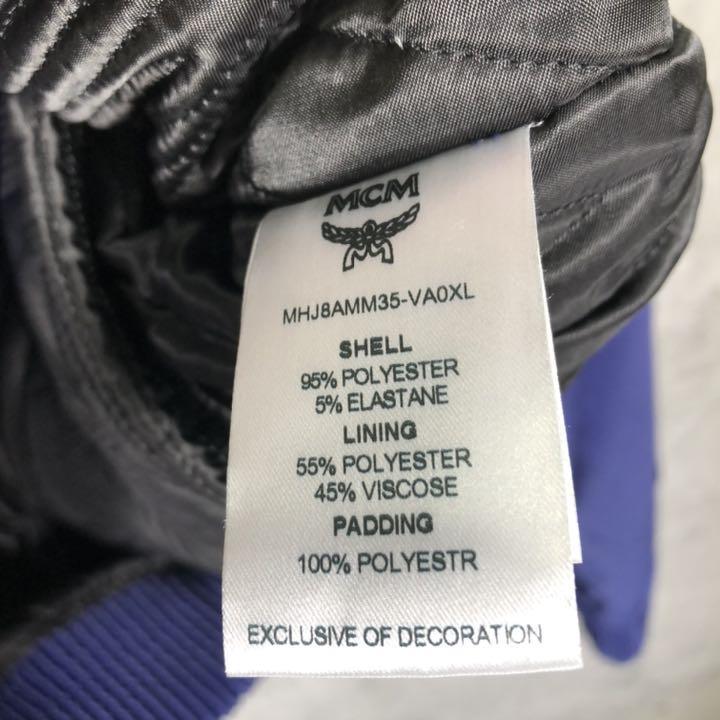 MCM
MHJ8AMM35-VA0XL
SHELL
95% POLYESTER
5% ELASTANE
LINING
55% POLYESTER
45% VISCOSE
PADDING
100% POLYESTR
EXCLUSIVE OF DECORATION